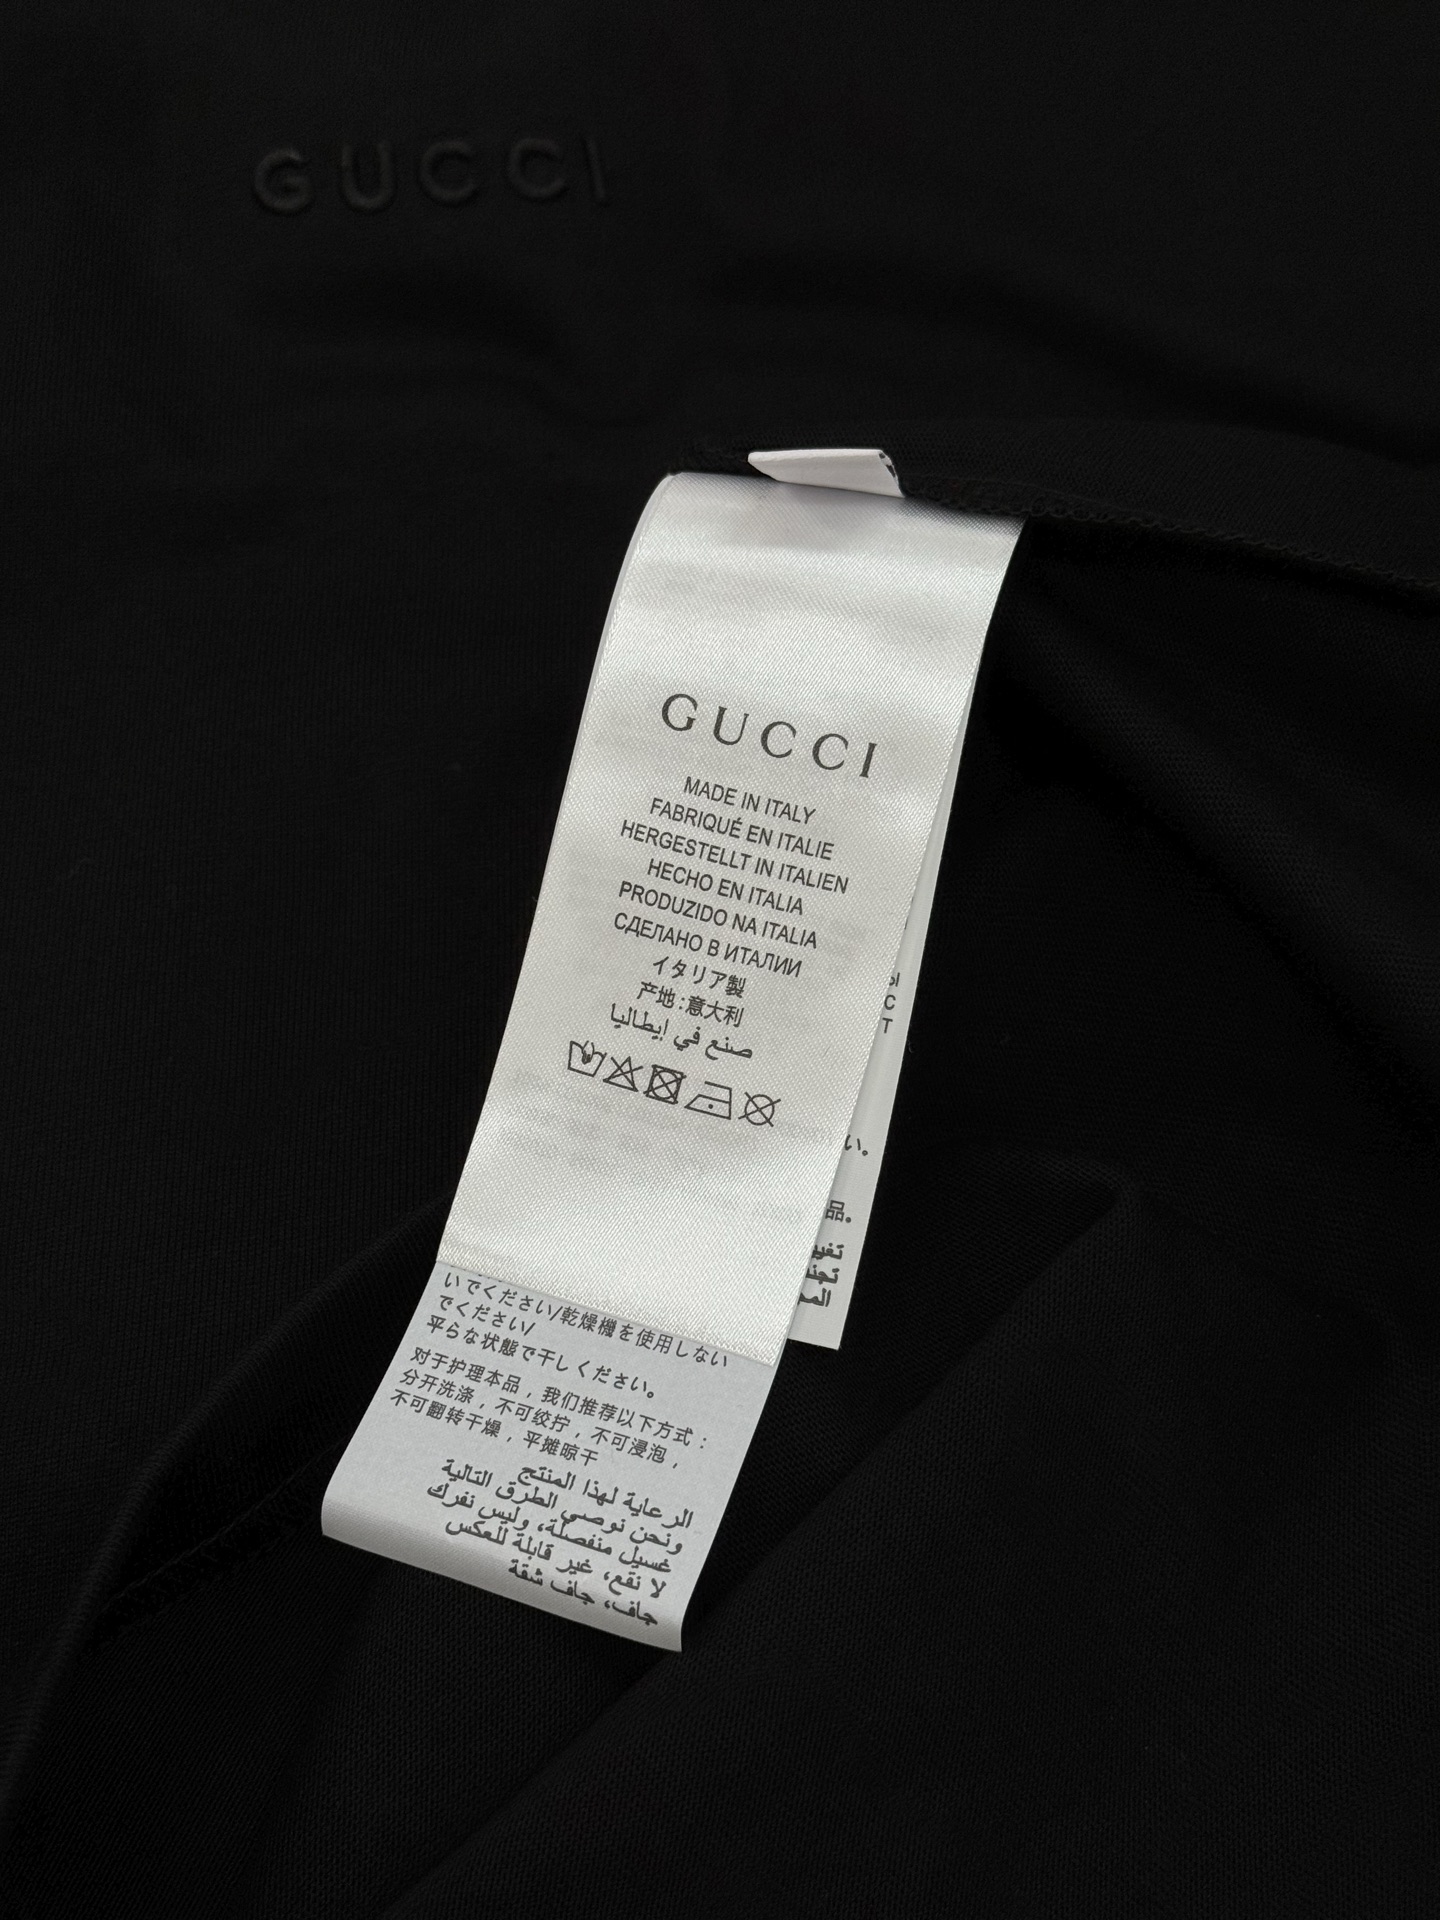 GUCCI
GUCCI
MADE IN ITALY
FABRIQUÉ EN ITALIE
HERGESTELLT IN ITALIEN
HECHO EN ITALIA
PRODUZIDO NA ITALIA
СДЕЛАНО В ИТАЛИИ
イタリア製
产地:意大利
صنع في إيطاليا
Ы
С
Т
い。
品。
いでください/乾燥機を使用しない
でください/
平らな状態で干しください。
对于护理本品，我们推荐以下方式：
分开洗涤，不可绞拧，不可浸泡，
不可翻转干燥，平摊晾干
الرعاية لهذا المنتج
ونحن نوصي الطرق التالية
غسيل منفصلة، وليس نفرك
لا نقع، غير قابلة للعكس
جاف، جاف شقة